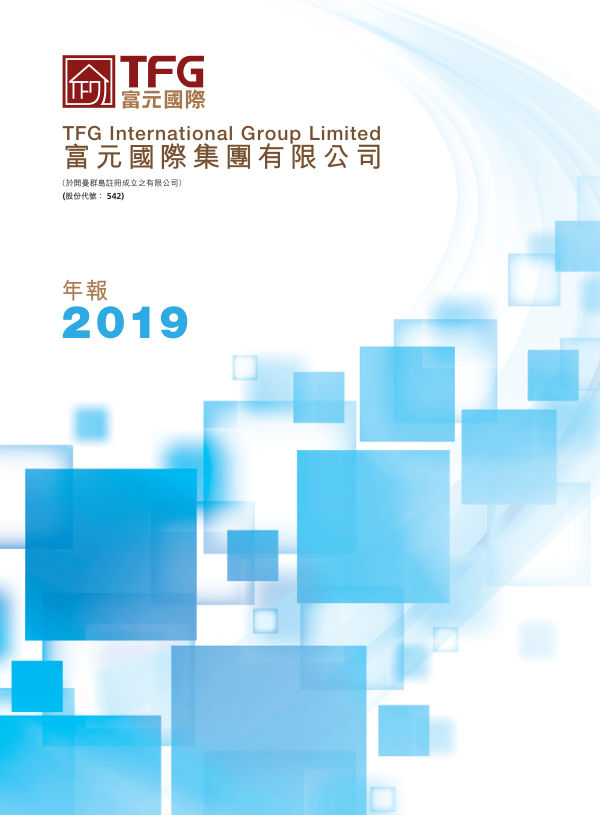 TFG
富元國際
TFG International Group Limited
富元國際集團有限公司
（於開曼群島註冊成立之有限公司）
（股份代號：542）
年報
2019